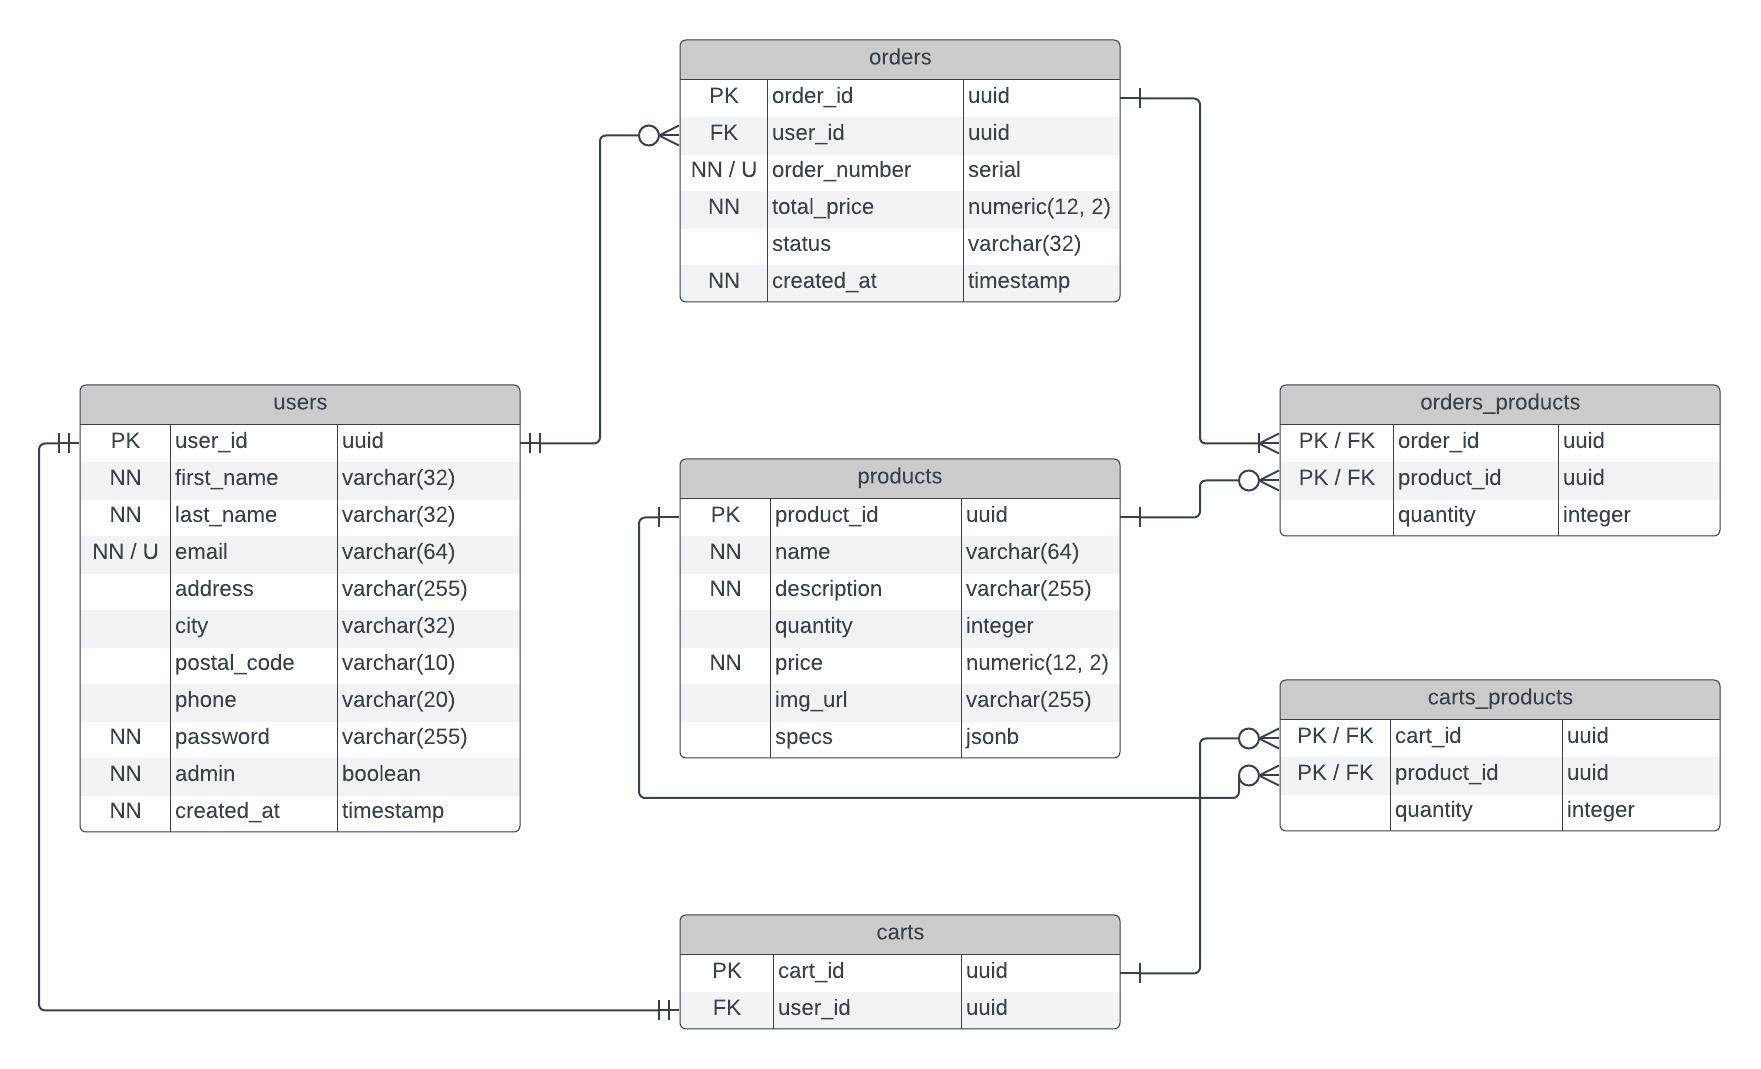 orders
PK order_id uuid
FK user_id uuid
NN / U order_number serial
NN total_price numeric(12, 2)
status varchar(32)
NN created_at timestamp
users
PK user_id uuid
NN first_name varchar(32)
NN last_name varchar(32)
NN / U email varchar(64)
address varchar(255)
city varchar(32)
postal_code varchar(10)
phone varchar(20)
NN password varchar(255)
NN admin boolean
NN created_at timestamp
products
PK product_id uuid
NN name varchar(64)
NN description varchar(255)
quantity integer
NN price numeric(12, 2)
img_url varchar(255)
specs jsonb
orders_products
PK / FK order_id uuid
PK / FK product_id uuid
quantity integer
carts_products
PK / FK cart_id uuid
PK / FK product_id uuid
quantity integer
carts
PK cart_id uuid
FK user_id uuid